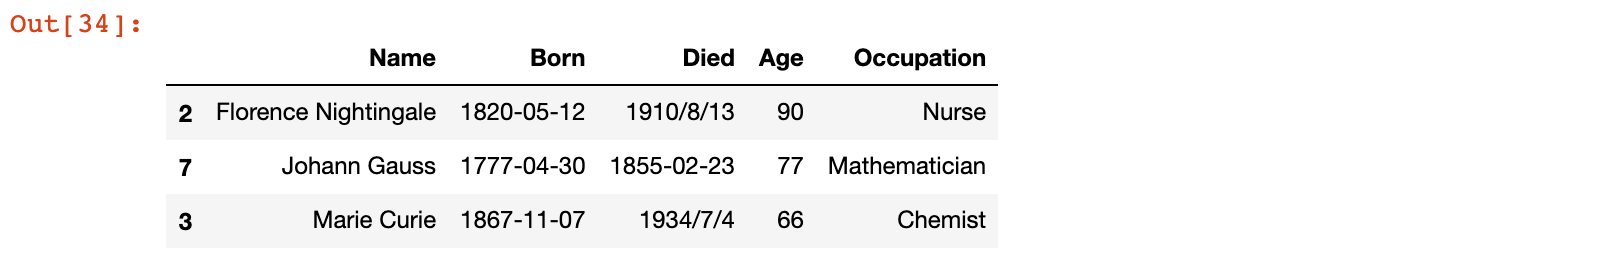 Out[34]:
Name Born Died Age Occupation
2 Florence Nightingale 1820-05-12 1910/8/13 90 Nurse
7 Johann Gauss 1777-04-30 1855-02-23 77 Mathematician
3 Marie Curie 1867-11-07 1934/7/4 66 Chemist